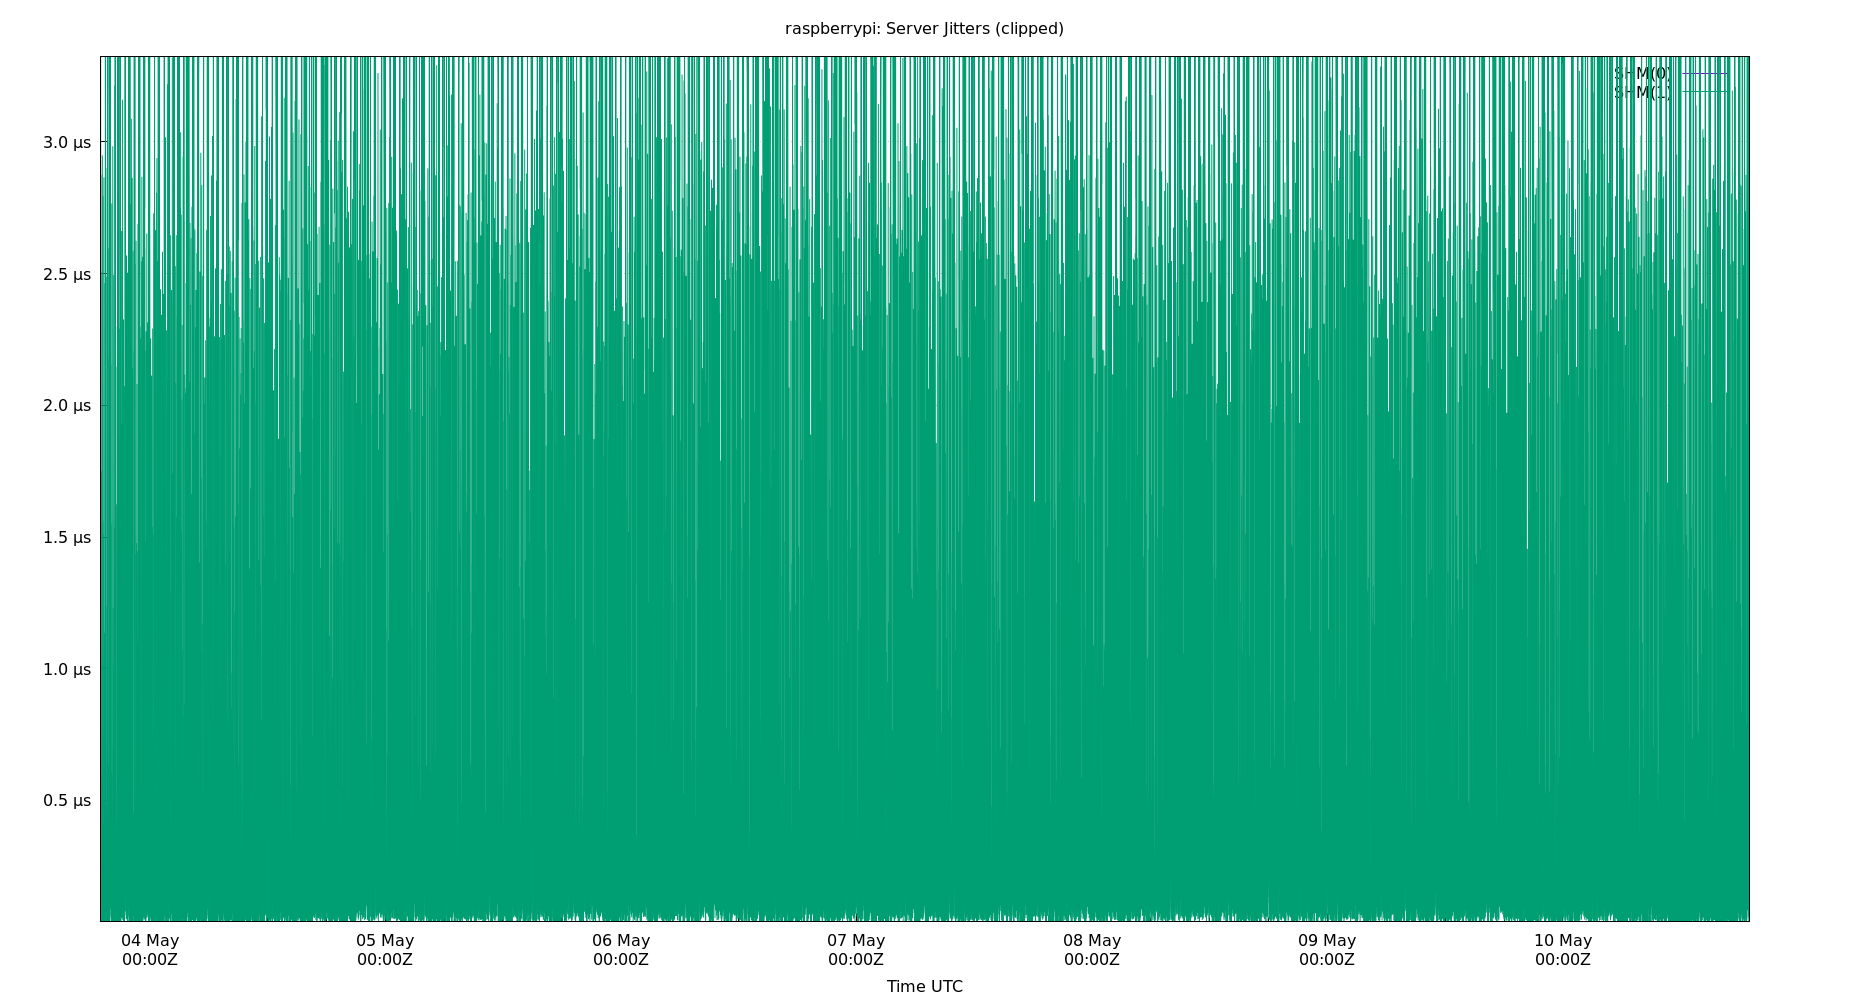 raspberrypi: Server Jitters (clipped)
SHM(0)
SHM(1)
3.0 µs
2.5 µs
2.0 µs
1.5 µs
1.0 µs
0.5 µs
04 May 05 May 06 May 07 May 08 May 09 May 10 May
00:00Z 00:00Z 00:00Z 00:00Z 00:00Z 00:00Z 00:00Z
Time UTC